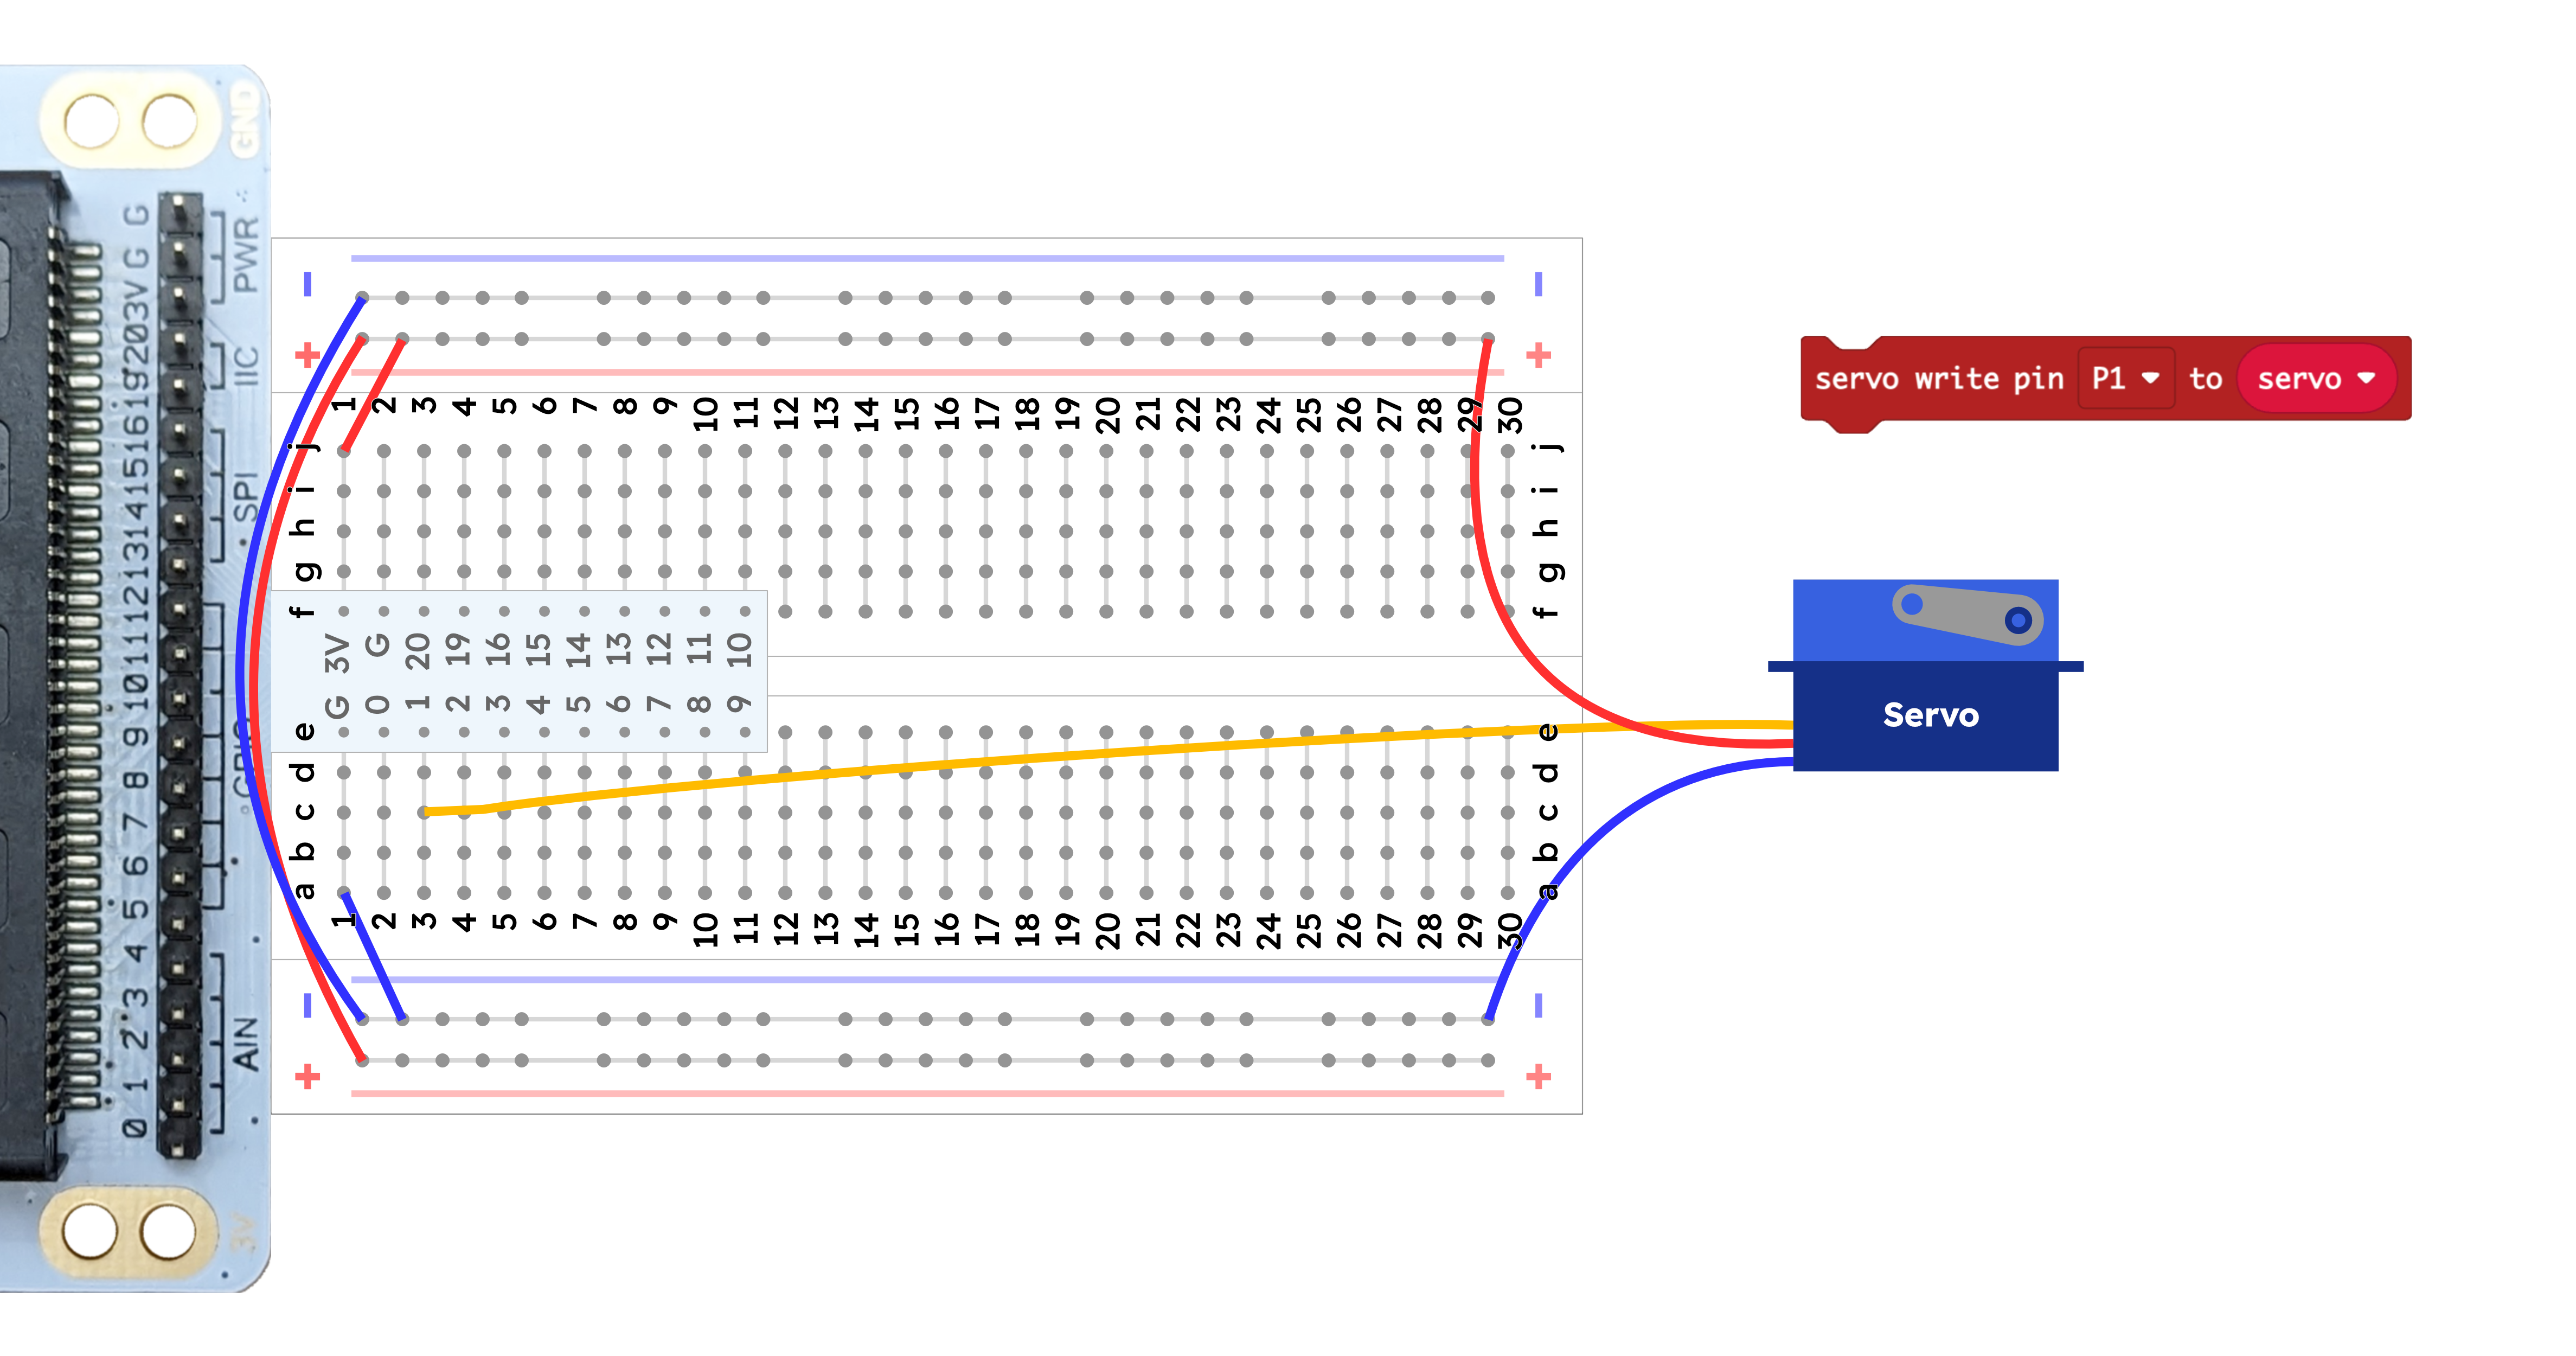 GND
G
G
3V
20
19
16
15
14
13
12
11
10
9
8
7
6
5
4
3
2
1
0
PWR
IIC
SPI
AIN
3V
− −
+ +
1 2 3 4 5 6 7 8 9 10 11 12 13 14 15 16 17 18 19 20 21 22 23 24 25 26 27 28 29 30
j j
i i
h h
g g
f f
3V G 20 19 16 15 14 13 12 11 10
G 0 1 2 3 4 5 6 7 8 9
e e
d d
c c
b b
a a
1 2 3 4 5 6 7 8 9 10 11 12 13 14 15 16 17 18 19 20 21 22 23 24 25 26 27 28 29 30
− −
+ +
servo write pin P1 to servo
Servo